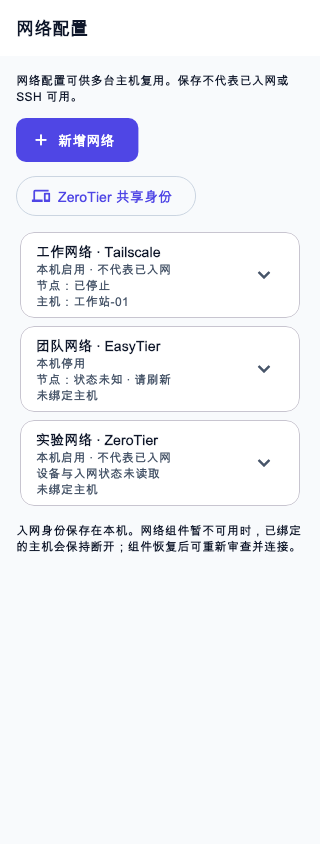 网络配置
网络配置可供多台主机复用。保存不代表已入网或
SSH 可用。
新增网络
ZeroTier 共享身份
工作网络 · Tailscale
本机启用 · 不代表已入网
节点：已停止
主机：工作站-01
团队网络 · EasyTier
本机停用
节点：状态未知 · 请刷新
未绑定主机
实验网络 · ZeroTier
本机启用 · 不代表已入网
设备与入网状态未读取
未绑定主机
入网身份保存在本机。网络组件暂不可用时，已绑定
的主机会保持断开；组件恢复后可重新审查并连接。